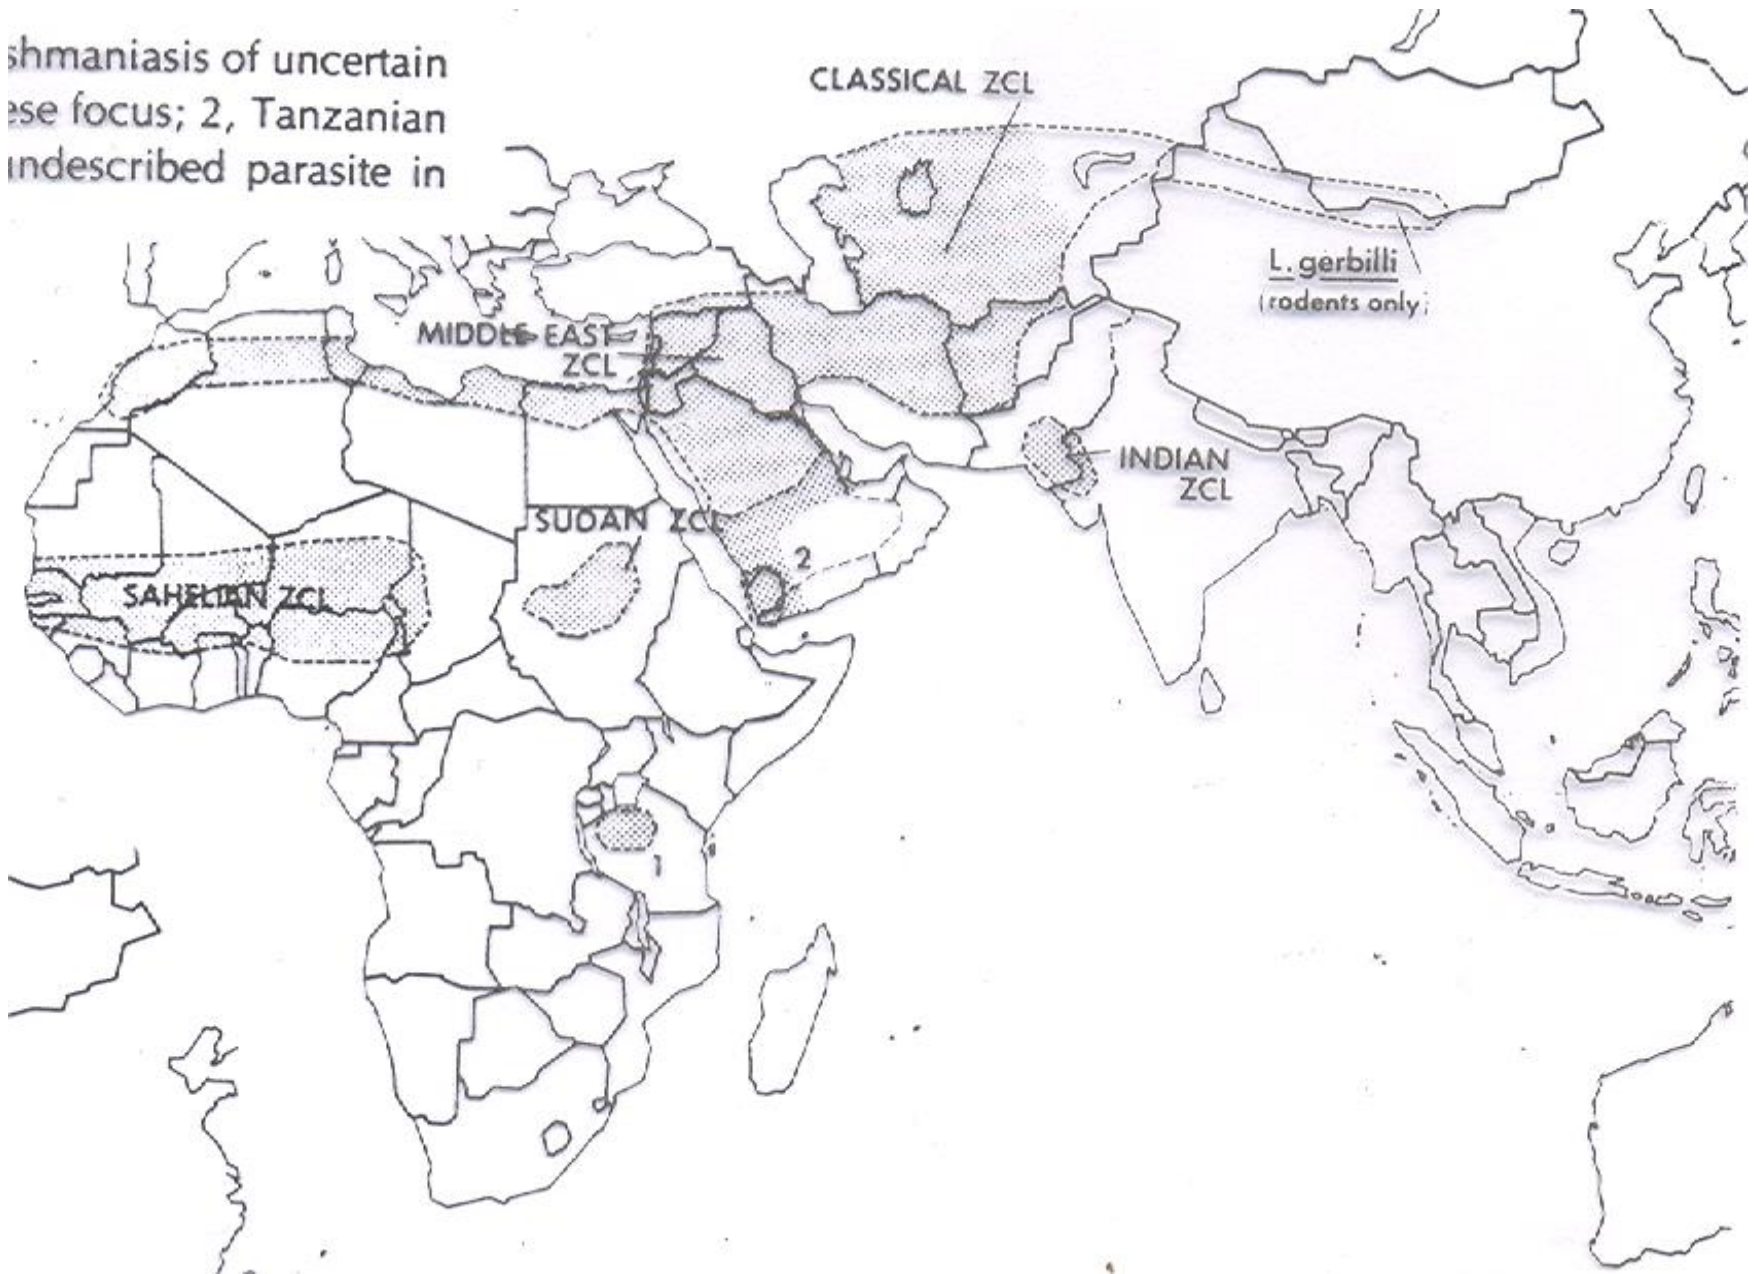 shmaniasis of uncertain
ese focus; 2, Tanzanian
undescribed parasite in
CLASSICAL ZCL
L. gerbilli
(rodents only)
MIDDLE EAST
ZCL
INDIAN
ZCL
SUDAN ZCL
2
SAHELIAN ZCL
1